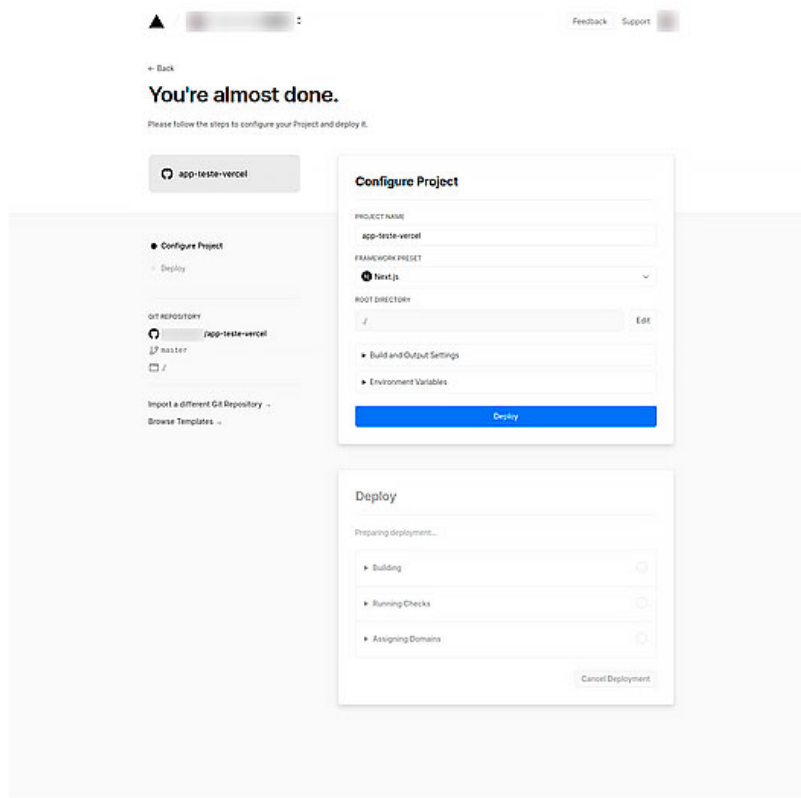 Feedback Support
← Back
You're almost done.
Please follow the steps to configure your Project and deploy it.
app-teste-vercel
Configure Project
Deploy
GIT REPOSITORY
/app-teste-vercel
master
/
Import a different Git Repository →
Browse Templates →
Configure Project
PROJECT NAME
app-teste-vercel
FRAMEWORK PRESET
Next.js
ROOT DIRECTORY
./
Edit
Build and Output Settings
Environment Variables
Deploy
Deploy
Preparing deployment...
Building
Running Checks
Assigning Domains
Cancel Deployment